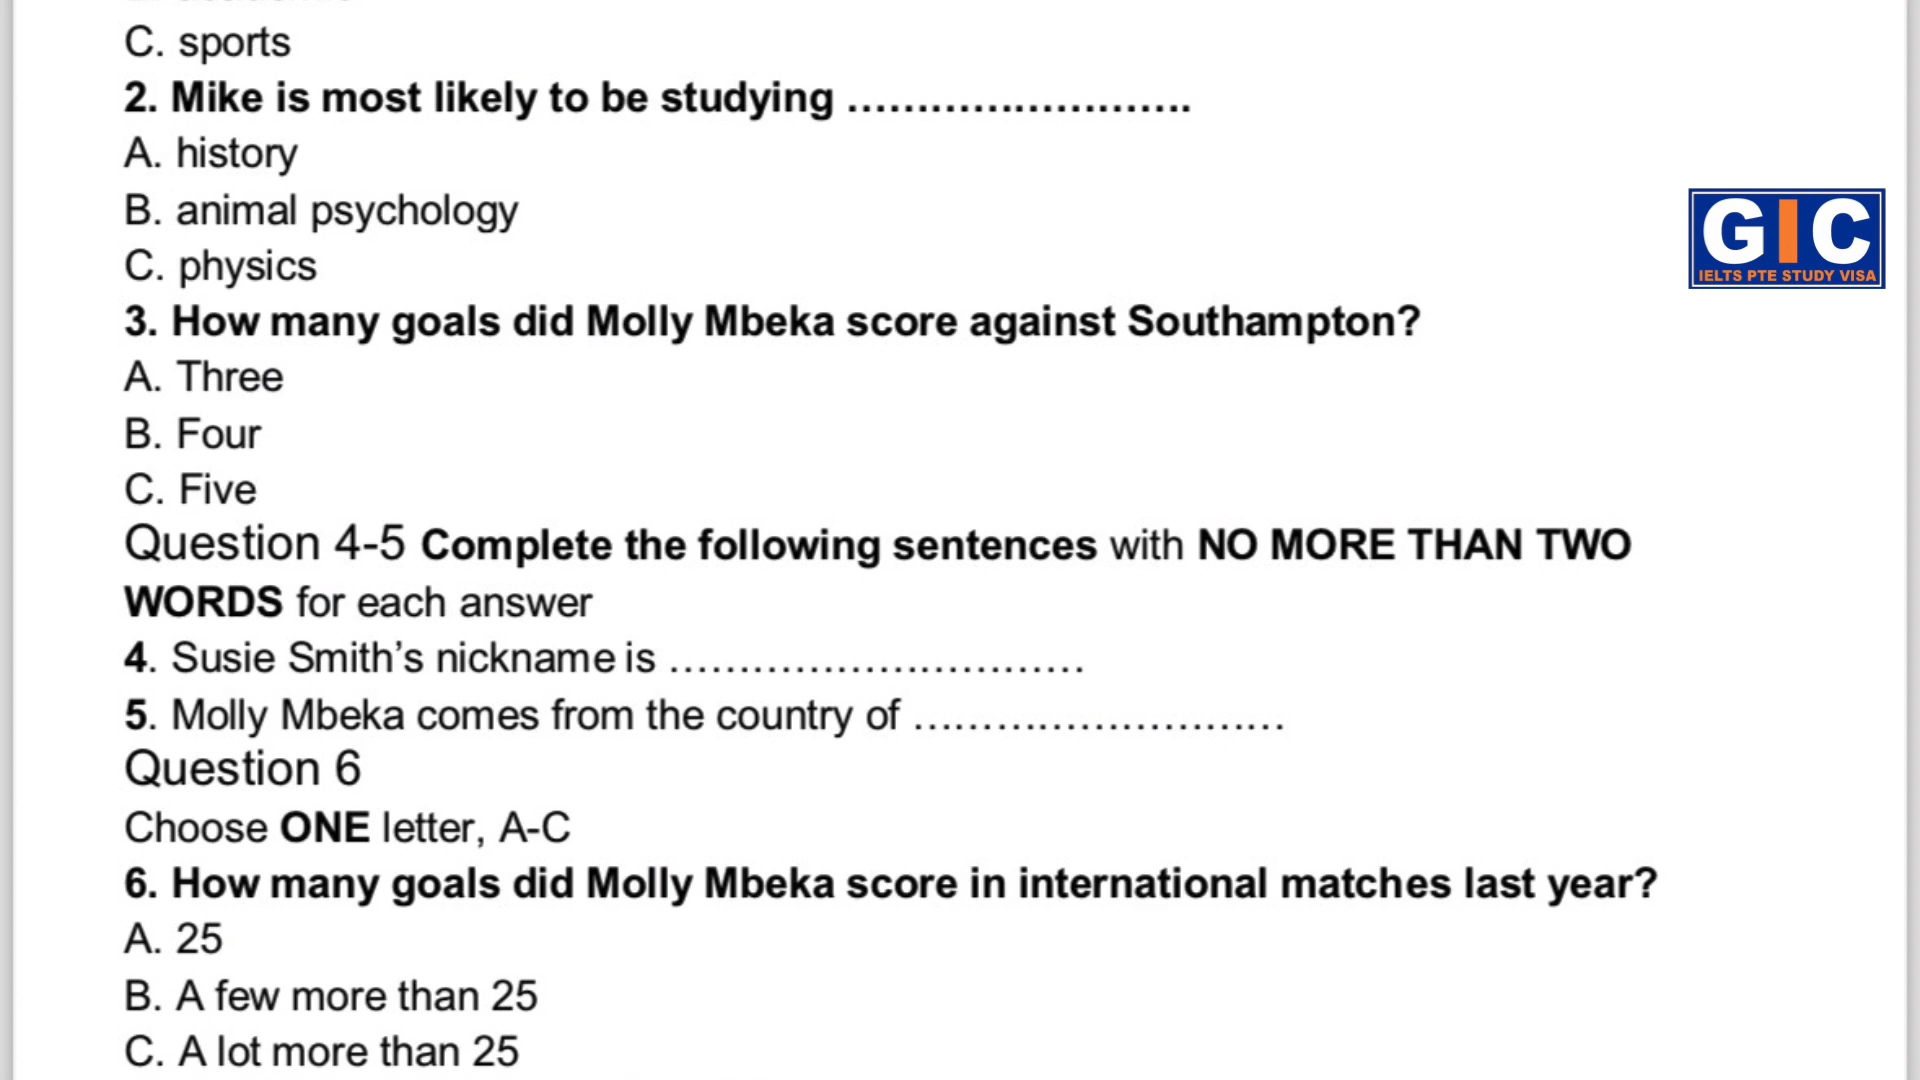 C. sports
2. Mike is most likely to be studying ............................
A. history
B. animal psychology
C. physics
GIC
IELTS PTE STUDY VISA
3. How many goals did Molly Mbeka score against Southampton?
A. Three
B. Four
C. Five
Question 4-5 Complete the following sentences with NO MORE THAN TWO
WORDS for each answer
4. Susie Smith’s nickname is ..............................
5. Molly Mbeka comes from the country of ...........................
Question 6
Choose ONE letter, A-C
6. How many goals did Molly Mbeka score in international matches last year?
A. 25
B. A few more than 25
C. A lot more than 25